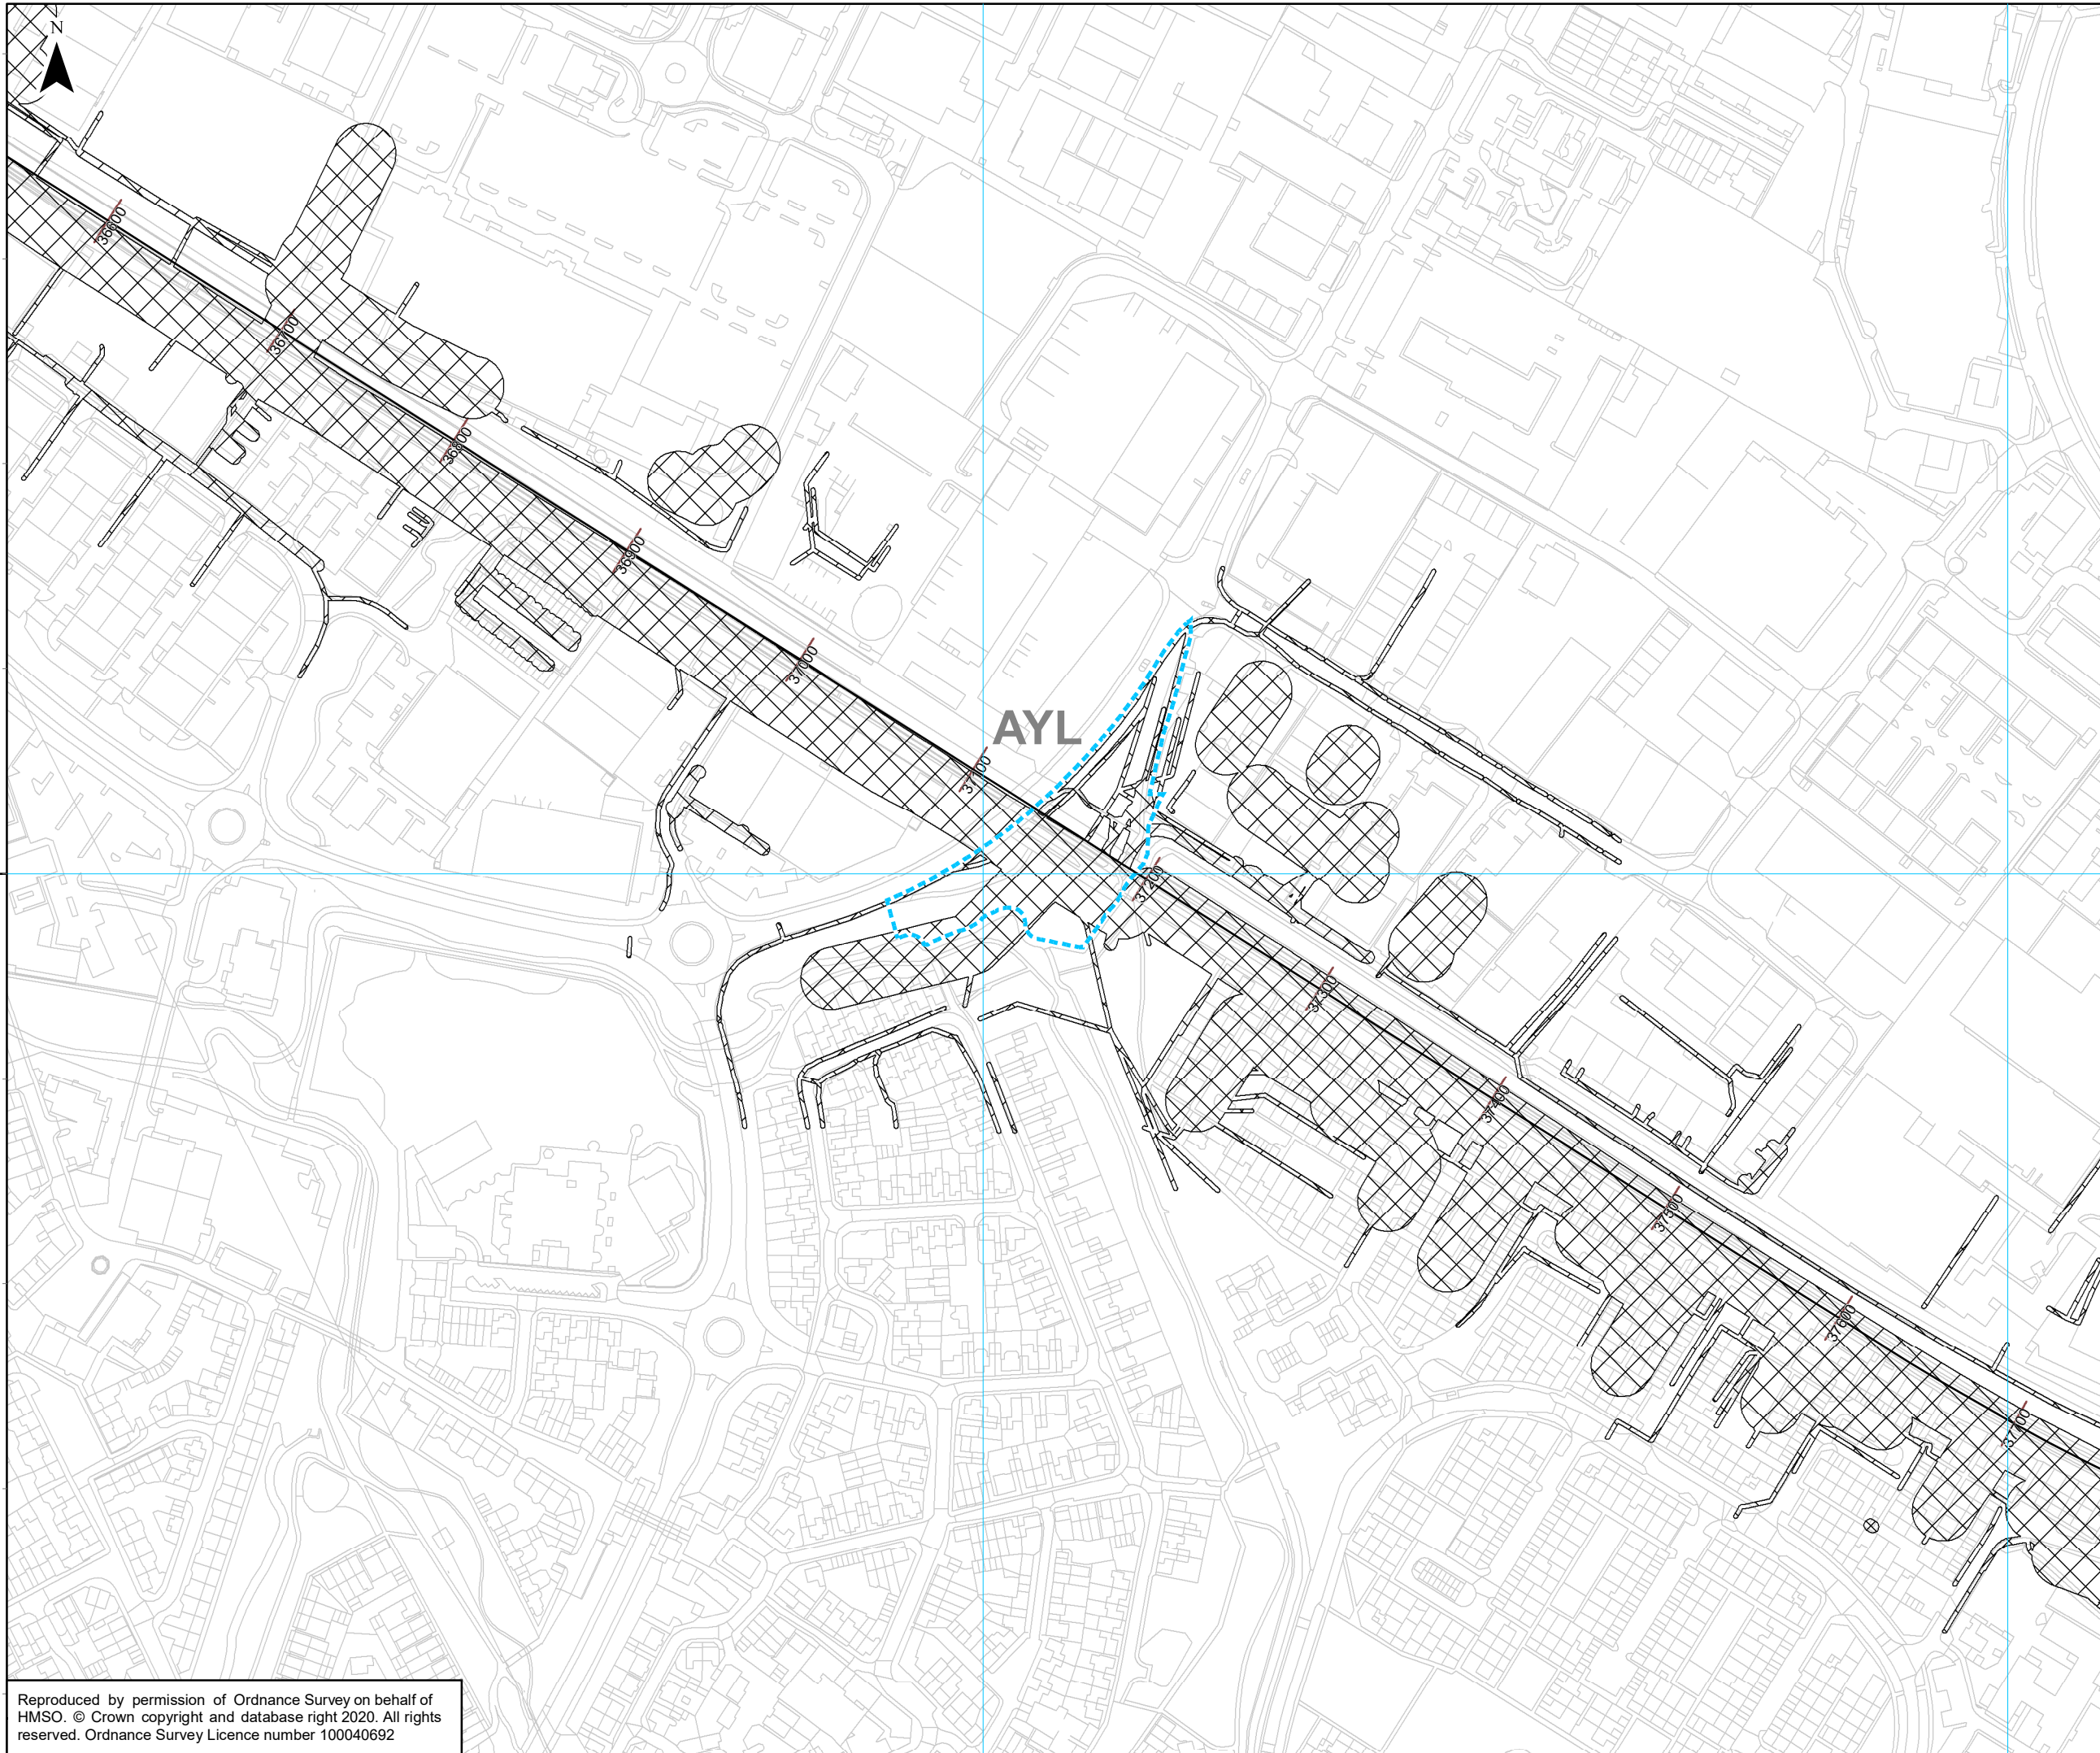 N
36600
36700
36800
36900
37000
AYL
37100
37200
37300
37400
37500
37600
37700
Reproduced by permission of Ordnance Survey on behalf of
HMSO. © Crown copyright and database right 2020. All rights
reserved. Ordnance Survey Licence number 100040692